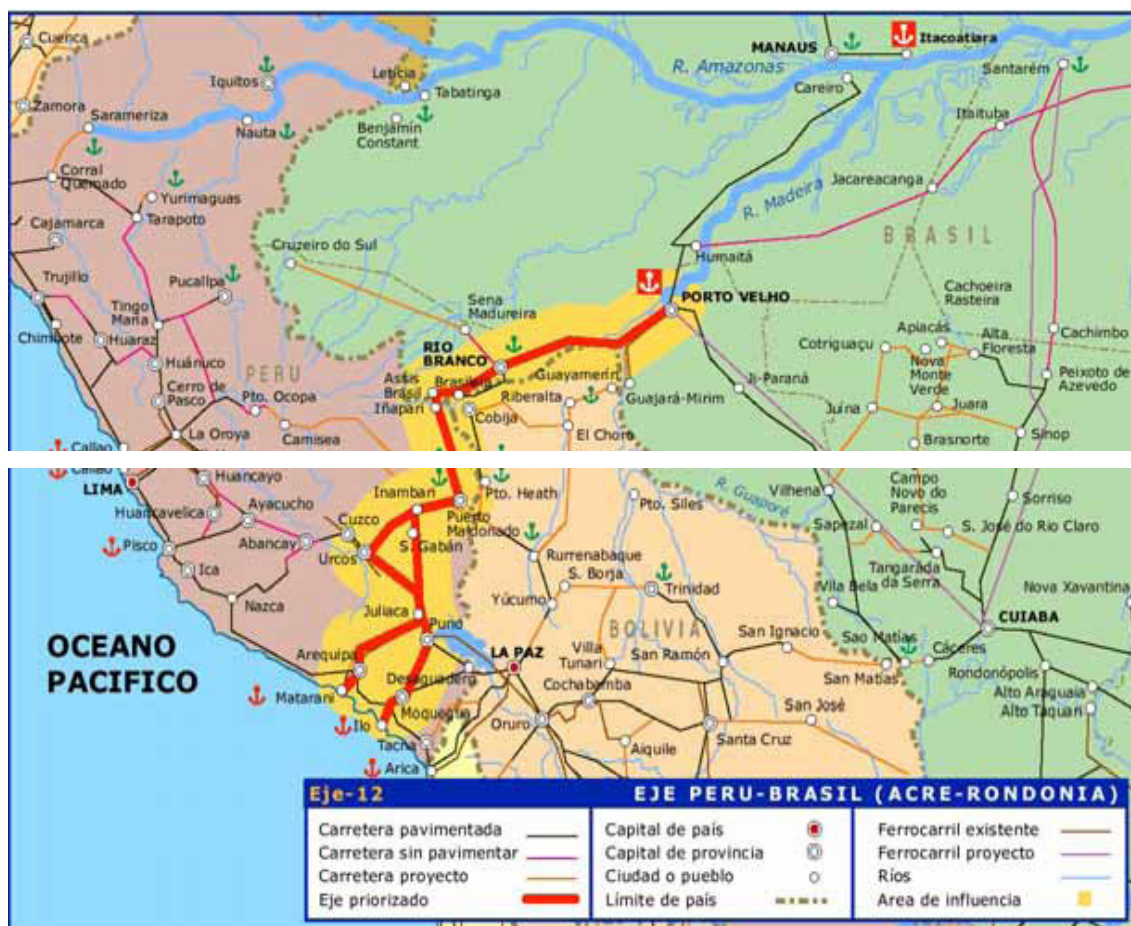 Cuenca
Zamora
Sarameriza
Iquitos
Nauta
Leticia
Tabatinga
Benjamin
Constant
MANAUS
Itacoatiara
R. Amazonas
Careiro
Santarém
Itaituba
Jacareacanga
R. Madeira
Corral
Quemado
Yurimaguas
Tarapoto
Cajamarca
Cruzeiro do Sul
Humaitá
BRASIL
Trujillo
Pucallpa
PORTO VELHO
Cachoeira
Rasteira
Chimbote
Tingo
Maria
Huaraz
Sena
Madureira
Cotriguaçu
Apiacás
Alta
Floresta
Cachimbo
Nova
Monte
Verde
Huánuco
RIO
BRANCO
PERU
Guayamerín
Ji-Paraná
Peixoto de
Azevedo
Cerro de
Pasco
Pto. Ocopa
Assis
Brasil
Brasileia
Iñapari
Cobija
Riberalta
Guajará-Mirim
Juína
Juara
La Oroya
Camisea
El Choro
Brasnorte
Sinop
Callao
Callao
LIMA
Huancayo
Huancavelica
Ayacucho
Inambari
Puerto
Maldonado
Pto. Heath
Pto. Siles
R. Guaporé
Vilhena
Campo
Novo do
Parecis
Sorriso
Pisco
Abancay
Cuzco
Urcos
S. Gabán
Sapezal
S. José do Rio Claro
Ica
Rurrenabaque
S. Borja
Trinidad
Tangarada
da Serra
Vila Bela
Nova Xavantina
Nazca
Juliaca
Yúcumo
Puno
BOLIVIA
San Ignacio
Sao Matías
CUIABA
OCEANO
PACIFICO
Arequipa
LA PAZ
Villa
Tunari
San Ramón
San Matías
Cáceres
Rondonópolis
Matarani
Desaguadero
Moquegua
Cochabamba
San José
Alto Araguaia
Alto Taquari
Ilo
Tacna
Oruro
Aiquile
Santa Cruz
Arica
Eje-12
EJE PERU-BRASIL (ACRE-RONDONIA)
Carretera pavimentada
Carretera sin pavimentar
Carretera proyecto
Eje priorizado
Capital de país
Capital de provincia
Ciudad o pueblo
Límite de país
Ferrocarril existente
Ferrocarril proyecto
Ríos
Area de influencia